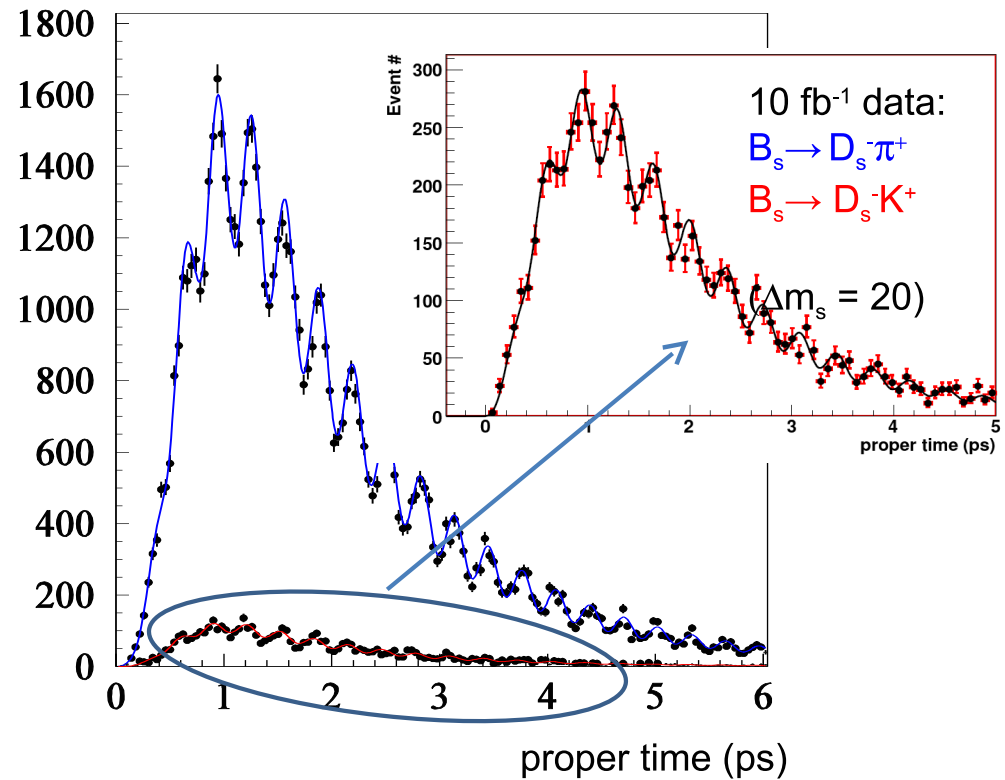 1800
1600
1400
1200
1000
800
600
400
200
0
0 1 2 3 4 5 6
proper time (ps)
Event #
300
250
200
150
100
50
0
0 1 2 3 4 5
proper time (ps)
10 fb⁻¹ data:
Bₛ→ Dₛ⁻π⁺
Bₛ→ Dₛ⁻K⁺
(Δmₛ = 20)